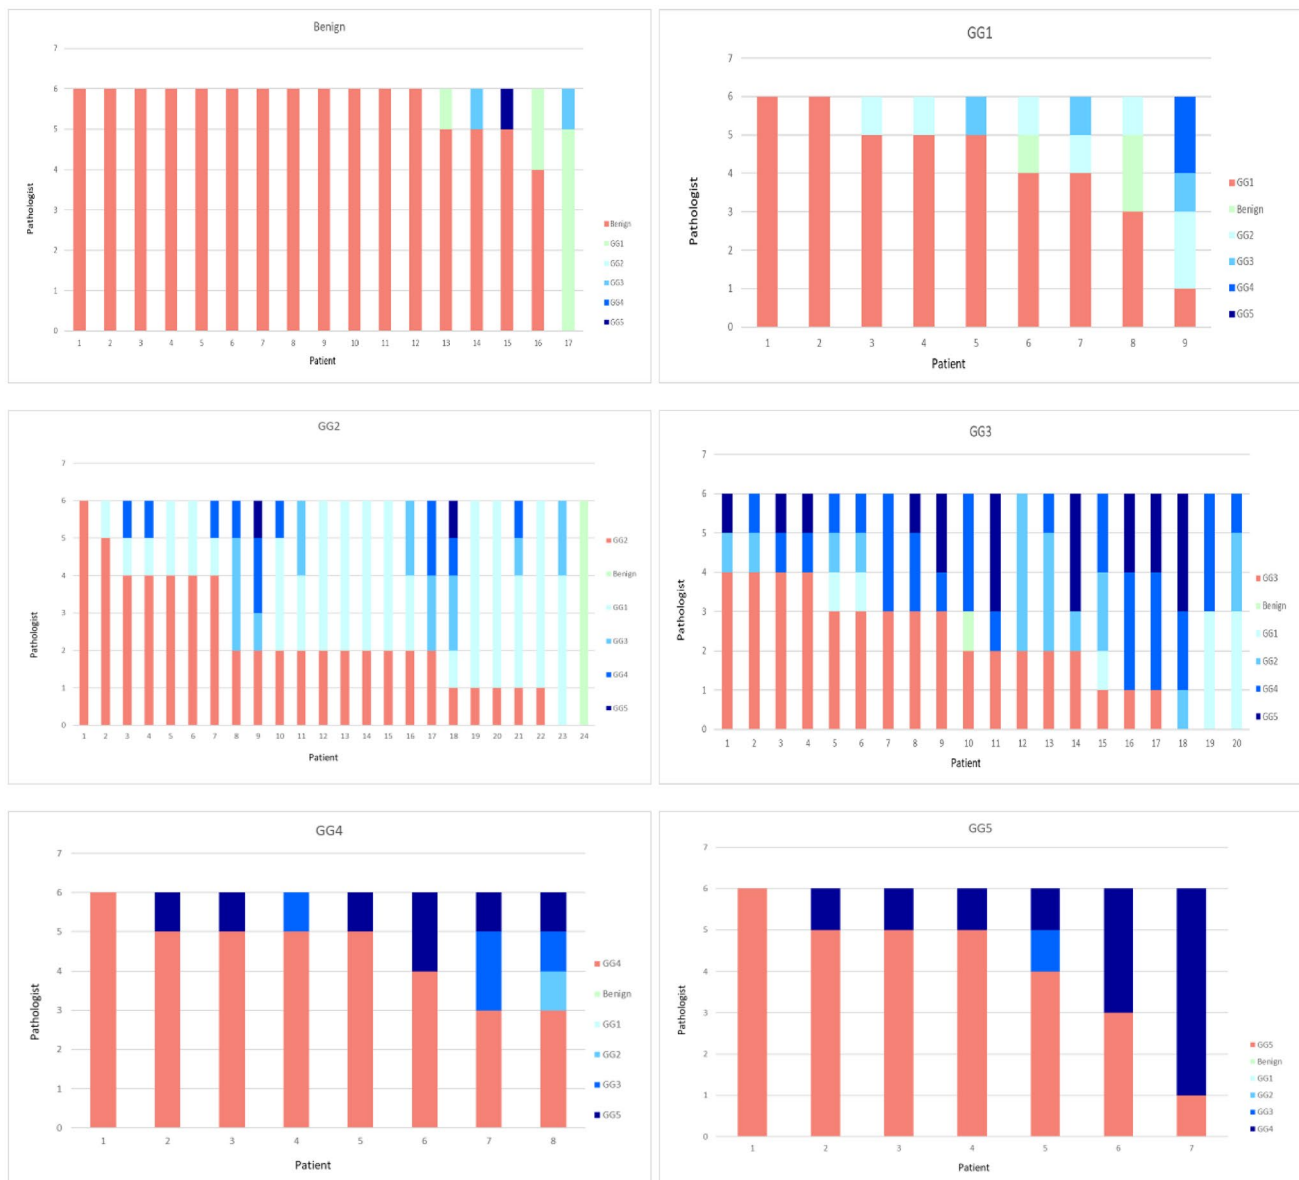 Benign
7
6
5
4
3
2
1
0
Pathologist
1 2 3 4 5 6 7 8 9 10 11 12 13 14 15 16 17
Patient
Benign
GG1
GG2
GG3
GG4
GG5
GG1
7
6
5
4
3
2
1
0
Pathologist
1 2 3 4 5 6 7 8 9
Patient
GG1
Benign
GG2
GG3
GG4
GG5
GG2
7
6
5
4
3
2
1
0
Pathologist
1 2 3 4 5 6 7 8 9 10 11 12 13 14 15 16 17 18 19 20 21 22 23 24
Patient
GG2
Benign
GG1
GG3
GG4
GG5
GG3
7
6
5
4
3
2
1
0
Pathologist
1 2 3 4 5 6 7 8 9 10 11 12 13 14 15 16 17 18 19 20
Patient
GG3
Benign
GG1
GG2
GG4
GG5
GG4
7
6
5
4
3
2
1
0
Pathologist
1 2 3 4 5 6 7 8
Patient
GG4
Benign
GG1
GG2
GG3
GG5
GG5
7
6
5
4
3
2
1
0
Pathologist
1 2 3 4 5 6 7
Patient
GG5
Benign
GG1
GG2
GG3
GG4